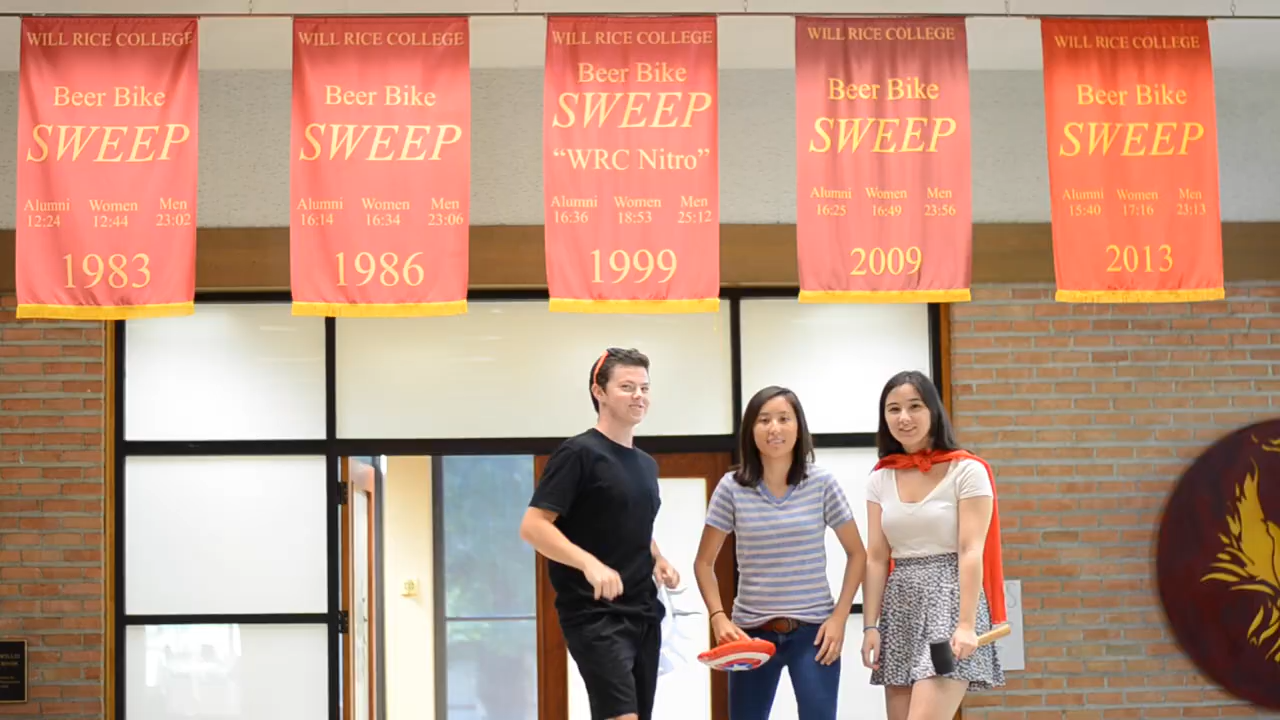 WILL RICE COLLEGE
Beer Bike
SWEEP
Alumni Women Men
12:24 12:44 23:02
1983
WILL RICE COLLEGE
Beer Bike
SWEEP
Alumni Women Men
16:14 16:34 23:06
1986
WILL RICE COLLEGE
Beer Bike
SWEEP
“WRC Nitro”
Alumni Women Men
16:36 18:53 25:12
1999
WILL RICE COLLEGE
Beer Bike
SWEEP
Alumni Women Men
16:25 16:49 23:56
2009
WILL RICE COLLEGE
Beer Bike
SWEEP
Alumni Women Men
15:40 17:16 23:13
2013